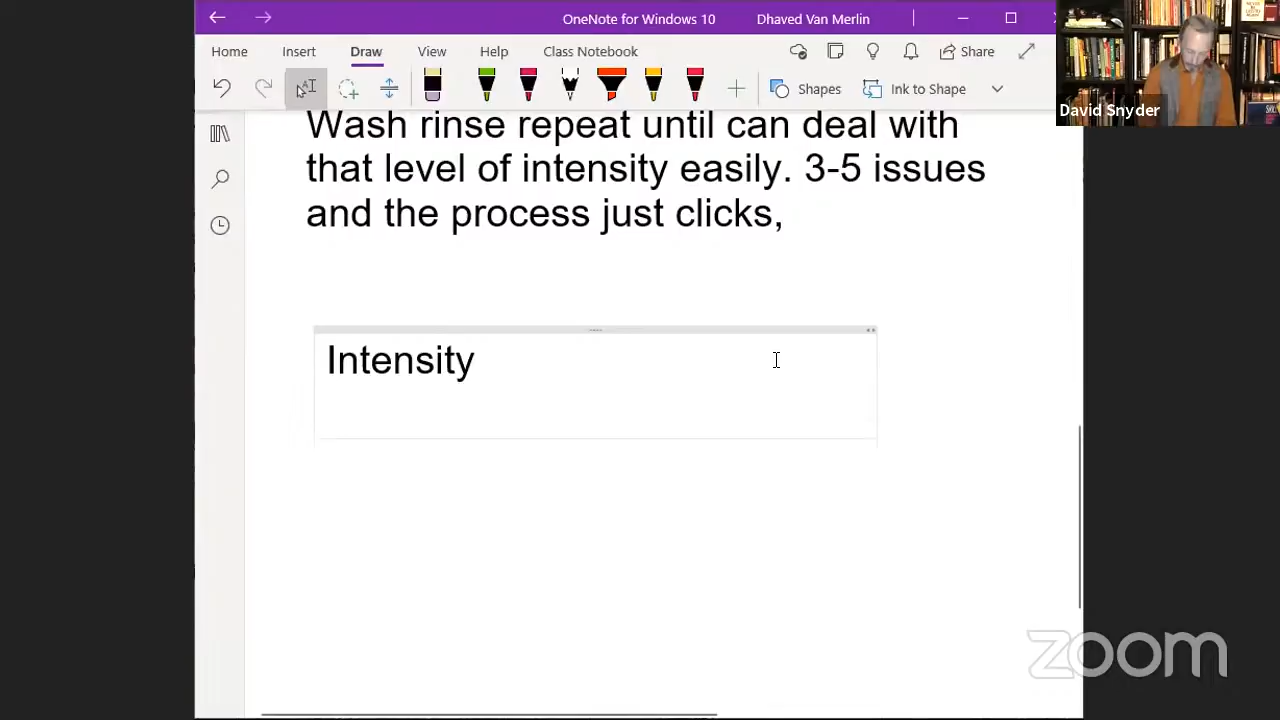 OneNote for Windows 10 Dhaved Van Merlin
Home Insert Draw View Help Class Notebook Share
Shapes Ink to Shape
David Snyder
Wash rinse repeat until can deal with
that level of intensity easily. 3-5 issues
and the process just clicks,
Intensity
zoom